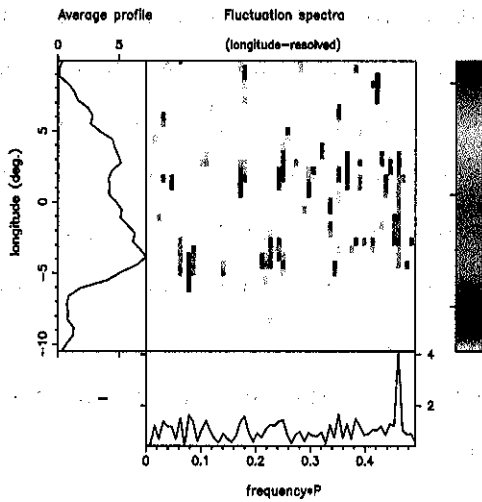 Average profile
Fluctuation spectra
(longitude-resolved)
0 5
5
0
-5
-10
longitude (deg.)
4
2
0 0.1 0.2 0.3 0.4
frequency*P